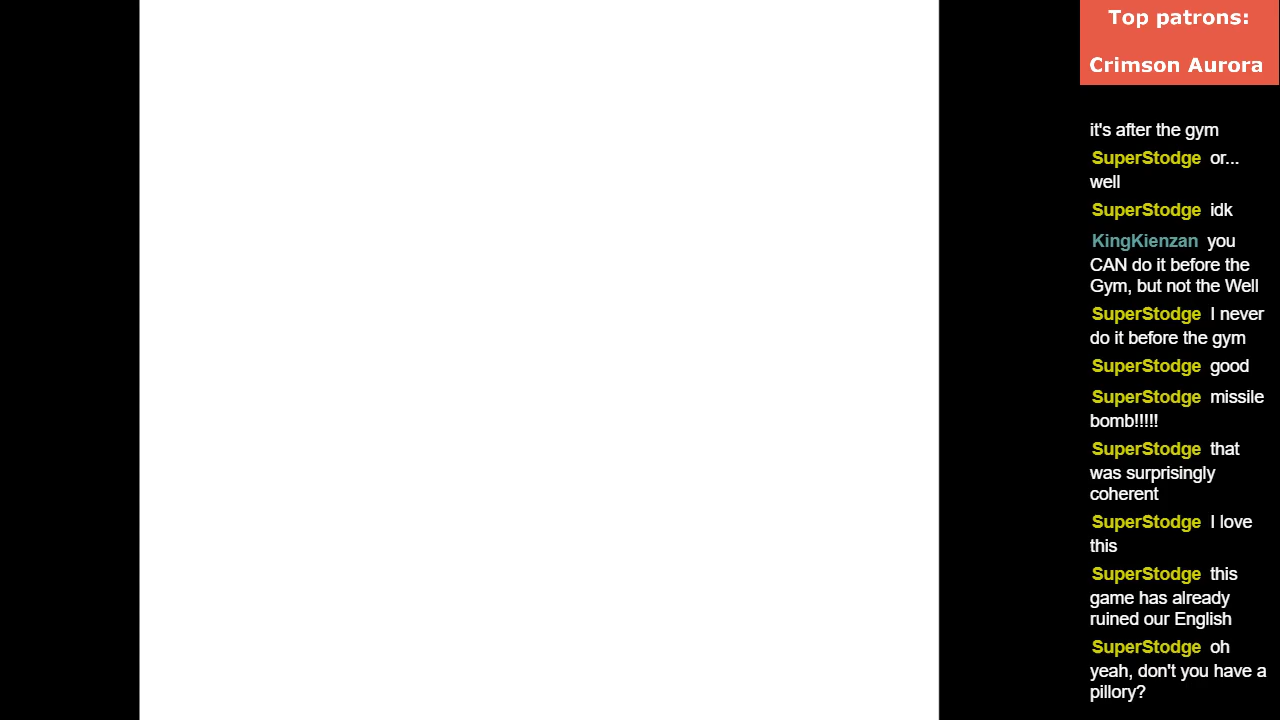 Top patrons:
Crimson Aurora
it's after the gym
SuperStodge or...
well
SuperStodge idk
KingKienzan you
CAN do it before the
Gym, but not the Well
SuperStodge I never
do it before the gym
SuperStodge good
SuperStodge missile
bomb!!!!!
SuperStodge that
was surprisingly
coherent
SuperStodge I love
this
SuperStodge this
game has already
ruined our English
SuperStodge oh
yeah, don't you have a
pillory?